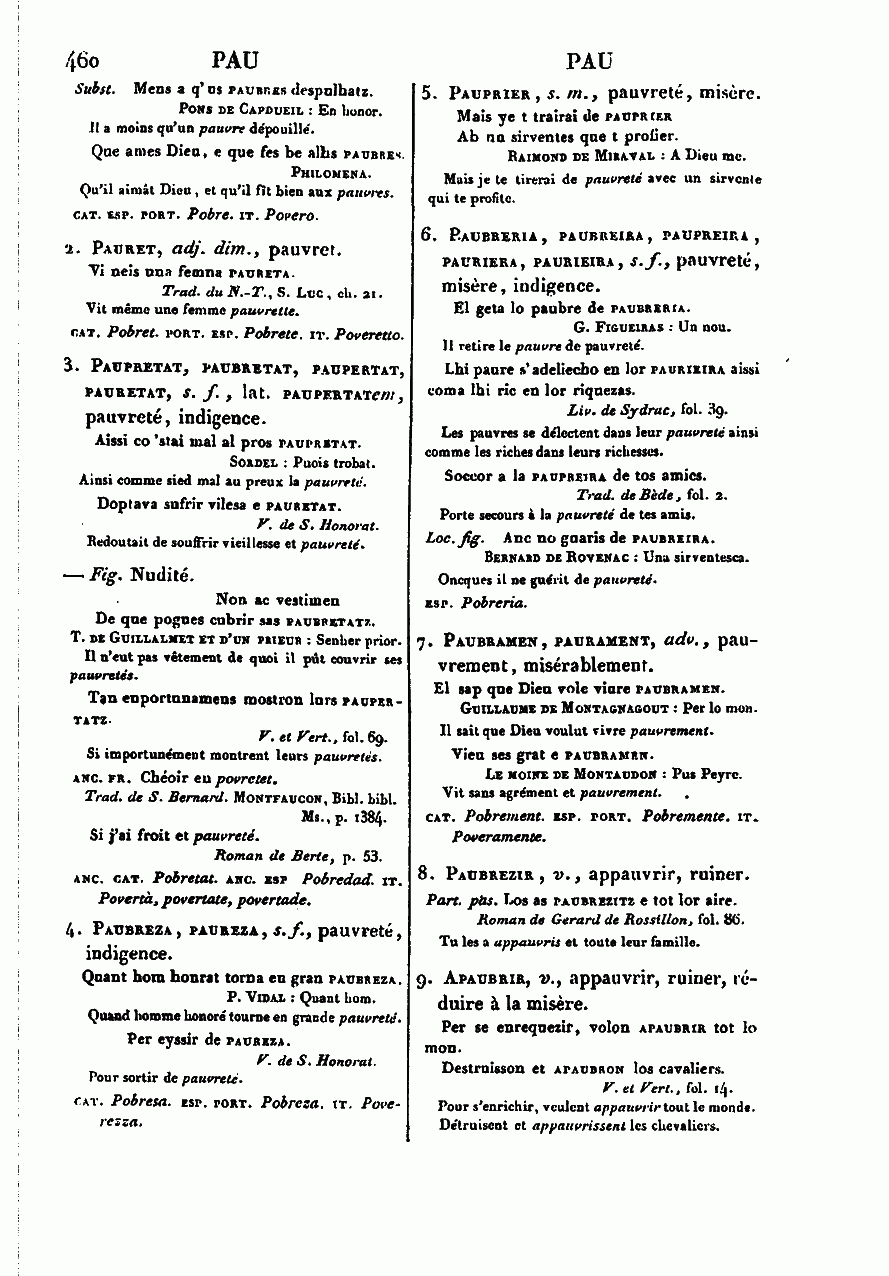 460 PAU PAU
Subst. Mens a q'us PAUBRES despulhatz.
PONS DE CAPDUEIL : En honor.
Il a moins qu'un pauvre dépouillé.
Que ames Dieu, e que fes be alhs PAUBRES.
PHILOMENA.
Qu'il aimât Dieu, et qu'il fît bien aux pauvres.
CAT. ESP. PORT. Pobre. IT. Povero.
2. PAURET, adj. dim., pauvret.
Vi neis una femna PAURETA.
Trad. du N.-T., S. Luc, ch. 21.
Vit même une femme pauvrette.
CAT. Pobret. PORT. ESP. Pobrete. IT. Poveretto.
3. PAUPRETAT, PAUBRETAT, PAUPERTAT,
PAURETAT, s. f., lat. PAUPERTATem,
pauvreté, indigence.
Aissi co 'stai mal al pros PAUPRETAT.
SORDEL : Puois trobat.
Ainsi comme sied mal au preux la pauvreté.
Doptava sufrir vilesa e PAURETAT.
V. de S. Honorat.
Redoutait de souffrir vieillesse et pauvreté.
— Fig. Nudité.
Non ac vestimen
De que pogues cubrir sas PAUBRETATZ.
T. DE GUILLALMET ET D'UN PRIEUR : Senher prior.
Il n'eut pas vêtement de quoi il pût couvrir ses
pauvretés.
Tan enportunamens mostron lurs PAUPER-
TATZ.
V. et Vert., fol. 69.
Si importunément montrent leurs pauvretés.
ANC. FR. Chéoir en povretet.
Trad. de S. Bernard. MONTFAUCON, Bibl. bibl.
Ms., p. 1384.
Si j'ai froit et pauvreté.
Roman de Berte, p. 53.
ANC. CAT. Pobretat. ANC. ESP Pobredad. IT.
Povertà, povertate, povertade.
4. PAUBREZA, PAUREZA, s. f., pauvreté,
indigence.
Quant hom honrat torna en gran PAUBREZA.
P. VIDAL : Quant hom.
Quand homme honoré tourne en grande pauvreté.
Per eyssir de PAUREZA.
V. de S. Honorat.
Pour sortir de pauvreté.
CAT. Pobresa. ESP. PORT. Pobreza. IT. Pove-
rezza.
5. PAUPRIER, s. m., pauvreté, misère.
Mais ye t trairai de PAUPRIER
Ab un sirventes que t profier.
RAIMOND DE MIRAVAL : A Dieu me.
Mais je te tirerai de pauvreté avec un sirvente
qui te profite.
6. PAUBRERIA, PAUBREIRA, PAUPREIRA,
PAURIERA, PAURIEIRA, s. f., pauvreté,
misère, indigence.
El geta lo paubre de PAUBRERIA.
G. FIGUEIRAS : Un nou.
Il retire le pauvre de pauvreté.
Lhi paure s'adeliecho en lor PAURIEIRA aissi
coma lhi ric en lor riquezas.
Liv. de Sydrac, fol. 39.
Les pauvres se délectent dans leur pauvreté ainsi
comme les riches dans leurs richesses.
Soccor a la PAUPREIRA de tos amics.
Trad. de Bède, fol. 2.
Porte secours à la pauvreté de tes amis.
Loc. fig. Anc no guaris de PAUBREIRA.
BERNARD DE ROVENAC : Una sirventesca.
Oncques il ne guérit de pauvreté.
ESP. Pobreria.
7. PAUBRAMEN, PAURAMENT, adv., pau-
vrement, misérablement.
El sap que Dieu vole viure PAUBRAMEN.
GUILLAUME DE MONTAGNAGOUT : Per lo mon.
Il sait que Dieu voulut vivre pauvrement.
Vieu ses grat e PAUBRAMEN.
LE MOINE DE MONTAUDON : Pus Peyre.
Vit sans agrément et pauvrement.
CAT. Pobrement. ESP. PORT. Pobremente. IT.
Poveramente.
8. PAUBREZIR, v., appauvrir, ruiner.
Part. pas. Los as PAUBREZITZ e tot lor aire.
Roman de Gerard de Rossillon, fol. 86.
Tu les a appauvris et toute leur famille.
9. APAUBRIR, v., appauvrir, ruiner, ré-
duire à la misère.
Per se enrequezir, volon APAUBRIR tot lo
mon.
Destruisson et APAUBRON los cavaliers.
V. et Vert., fol. 14.
Pour s'enrichir, veulent appauvrir tout le monde.
Détruisent et appauvrissent les chevaliers.